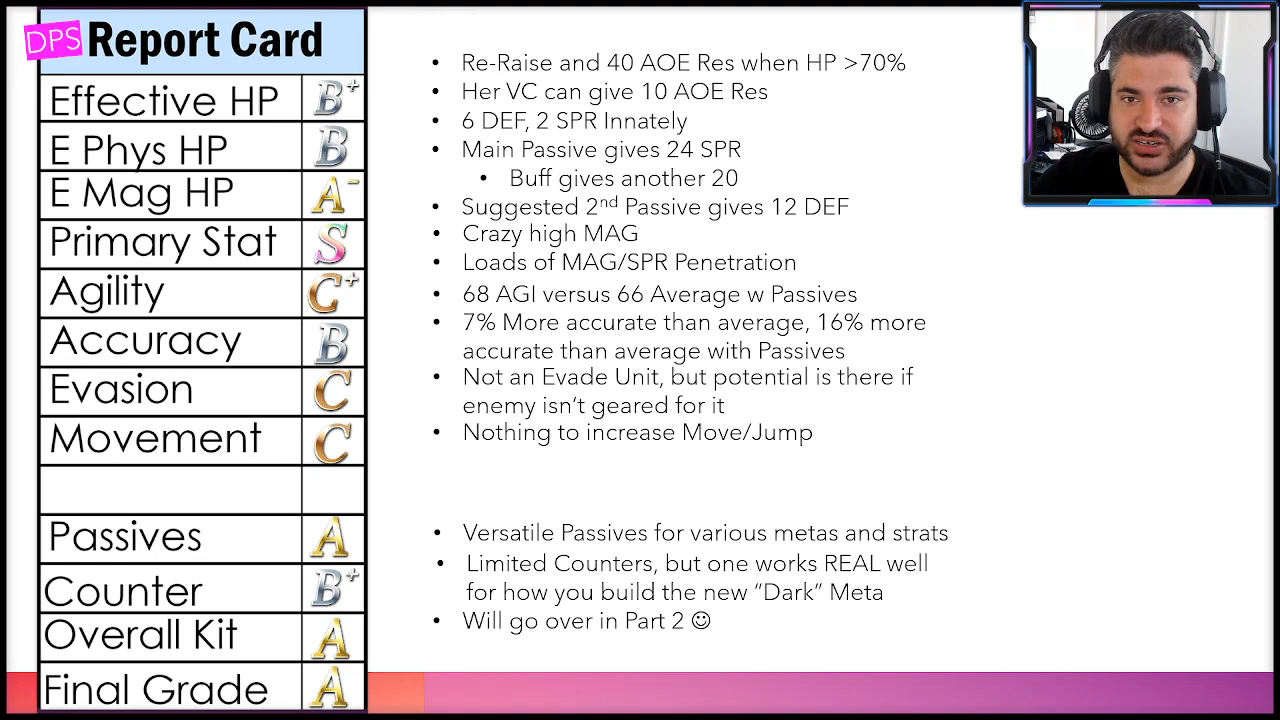 DPS Report Card
Effective HP B+
E Phys HP B
E Mag HP A-
Primary Stat S
Agility C+
Accuracy B
Evasion C
Movement C
Passives A
Counter B+
Overall Kit A
Final Grade A
• Re-Raise and 40 AOE Res when HP >70%
• Her VC can give 10 AOE Res
• 6 DEF, 2 SPR Innately
• Main Passive gives 24 SPR
• Buff gives another 20
• Suggested 2nd Passive gives 12 DEF
• Crazy high MAG
• Loads of MAG/SPR Penetration
• 68 AGI versus 66 Average w Passives
• 7% More accurate than average, 16% more
accurate than average with Passives
• Not an Evade Unit, but potential is there if
enemy isn't geared for it
• Nothing to increase Move/Jump
• Versatile Passives for various metas and strats
• Limited Counters, but one works REAL well
for how you build the new “Dark” Meta
• Will go over in Part 2 ☺